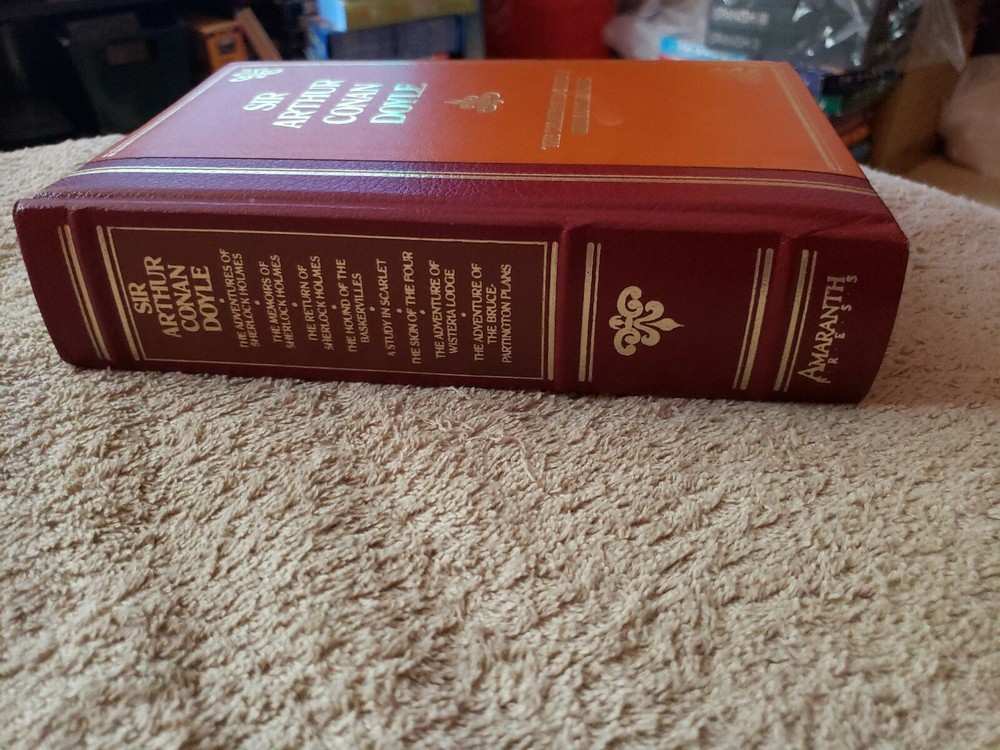 SIR
ARTHUR
CONAN
DOYLE
SIR
ARTHUR
CONAN
DOYLE
THE ADVENTURES OF
SHERLOCK HOLMES
•
THE MEMOIRS OF
SHERLOCK HOLMES
•
THE RETURN OF
SHERLOCK HOLMES
•
THE HOUND OF THE
BASKERVILLES
•
A STUDY IN SCARLET
•
THE SIGN OF THE FOUR
•
THE ADVENTURE OF
WISTERIA LODGE
•
THE ADVENTURE OF
THE BRUCE-
PARTINGTON PLANS
AMARANTH
PRESS